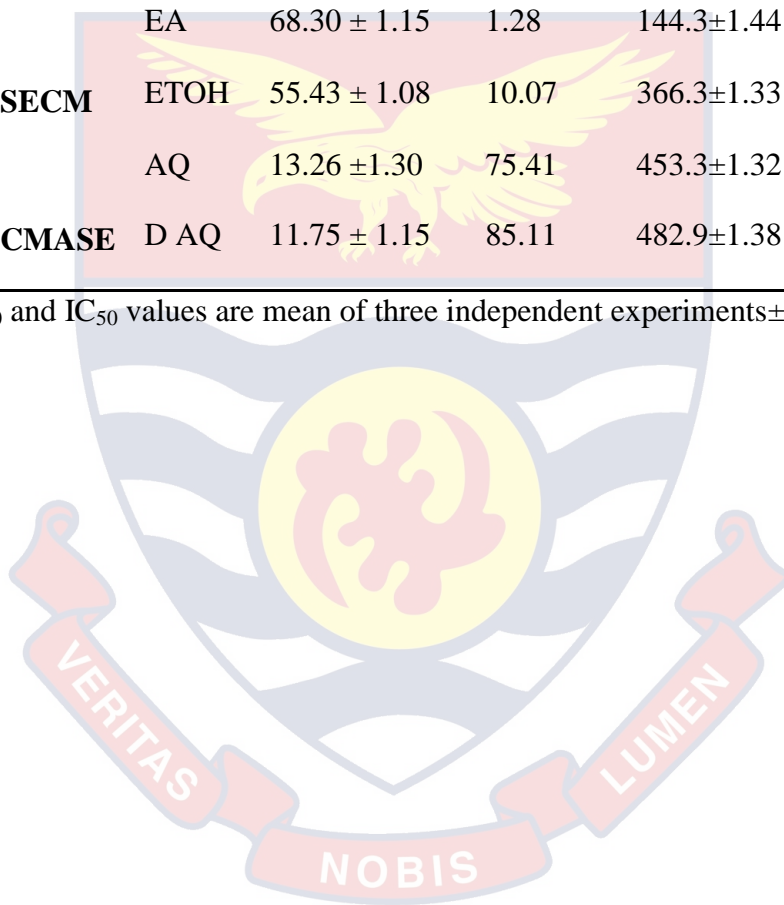 EA 68.30 ± 1.15 1.28 144.3±1.44
SECM ETOH 55.43 ± 1.08 10.07 366.3±1.33
AQ 13.26 ±1.30 75.41 453.3±1.32
CMASE D AQ 11.75 ± 1.15 85.11 482.9±1.38
and IC₅₀ values are mean of three independent experiments±
VERITAS
NOBIS
LUMEN